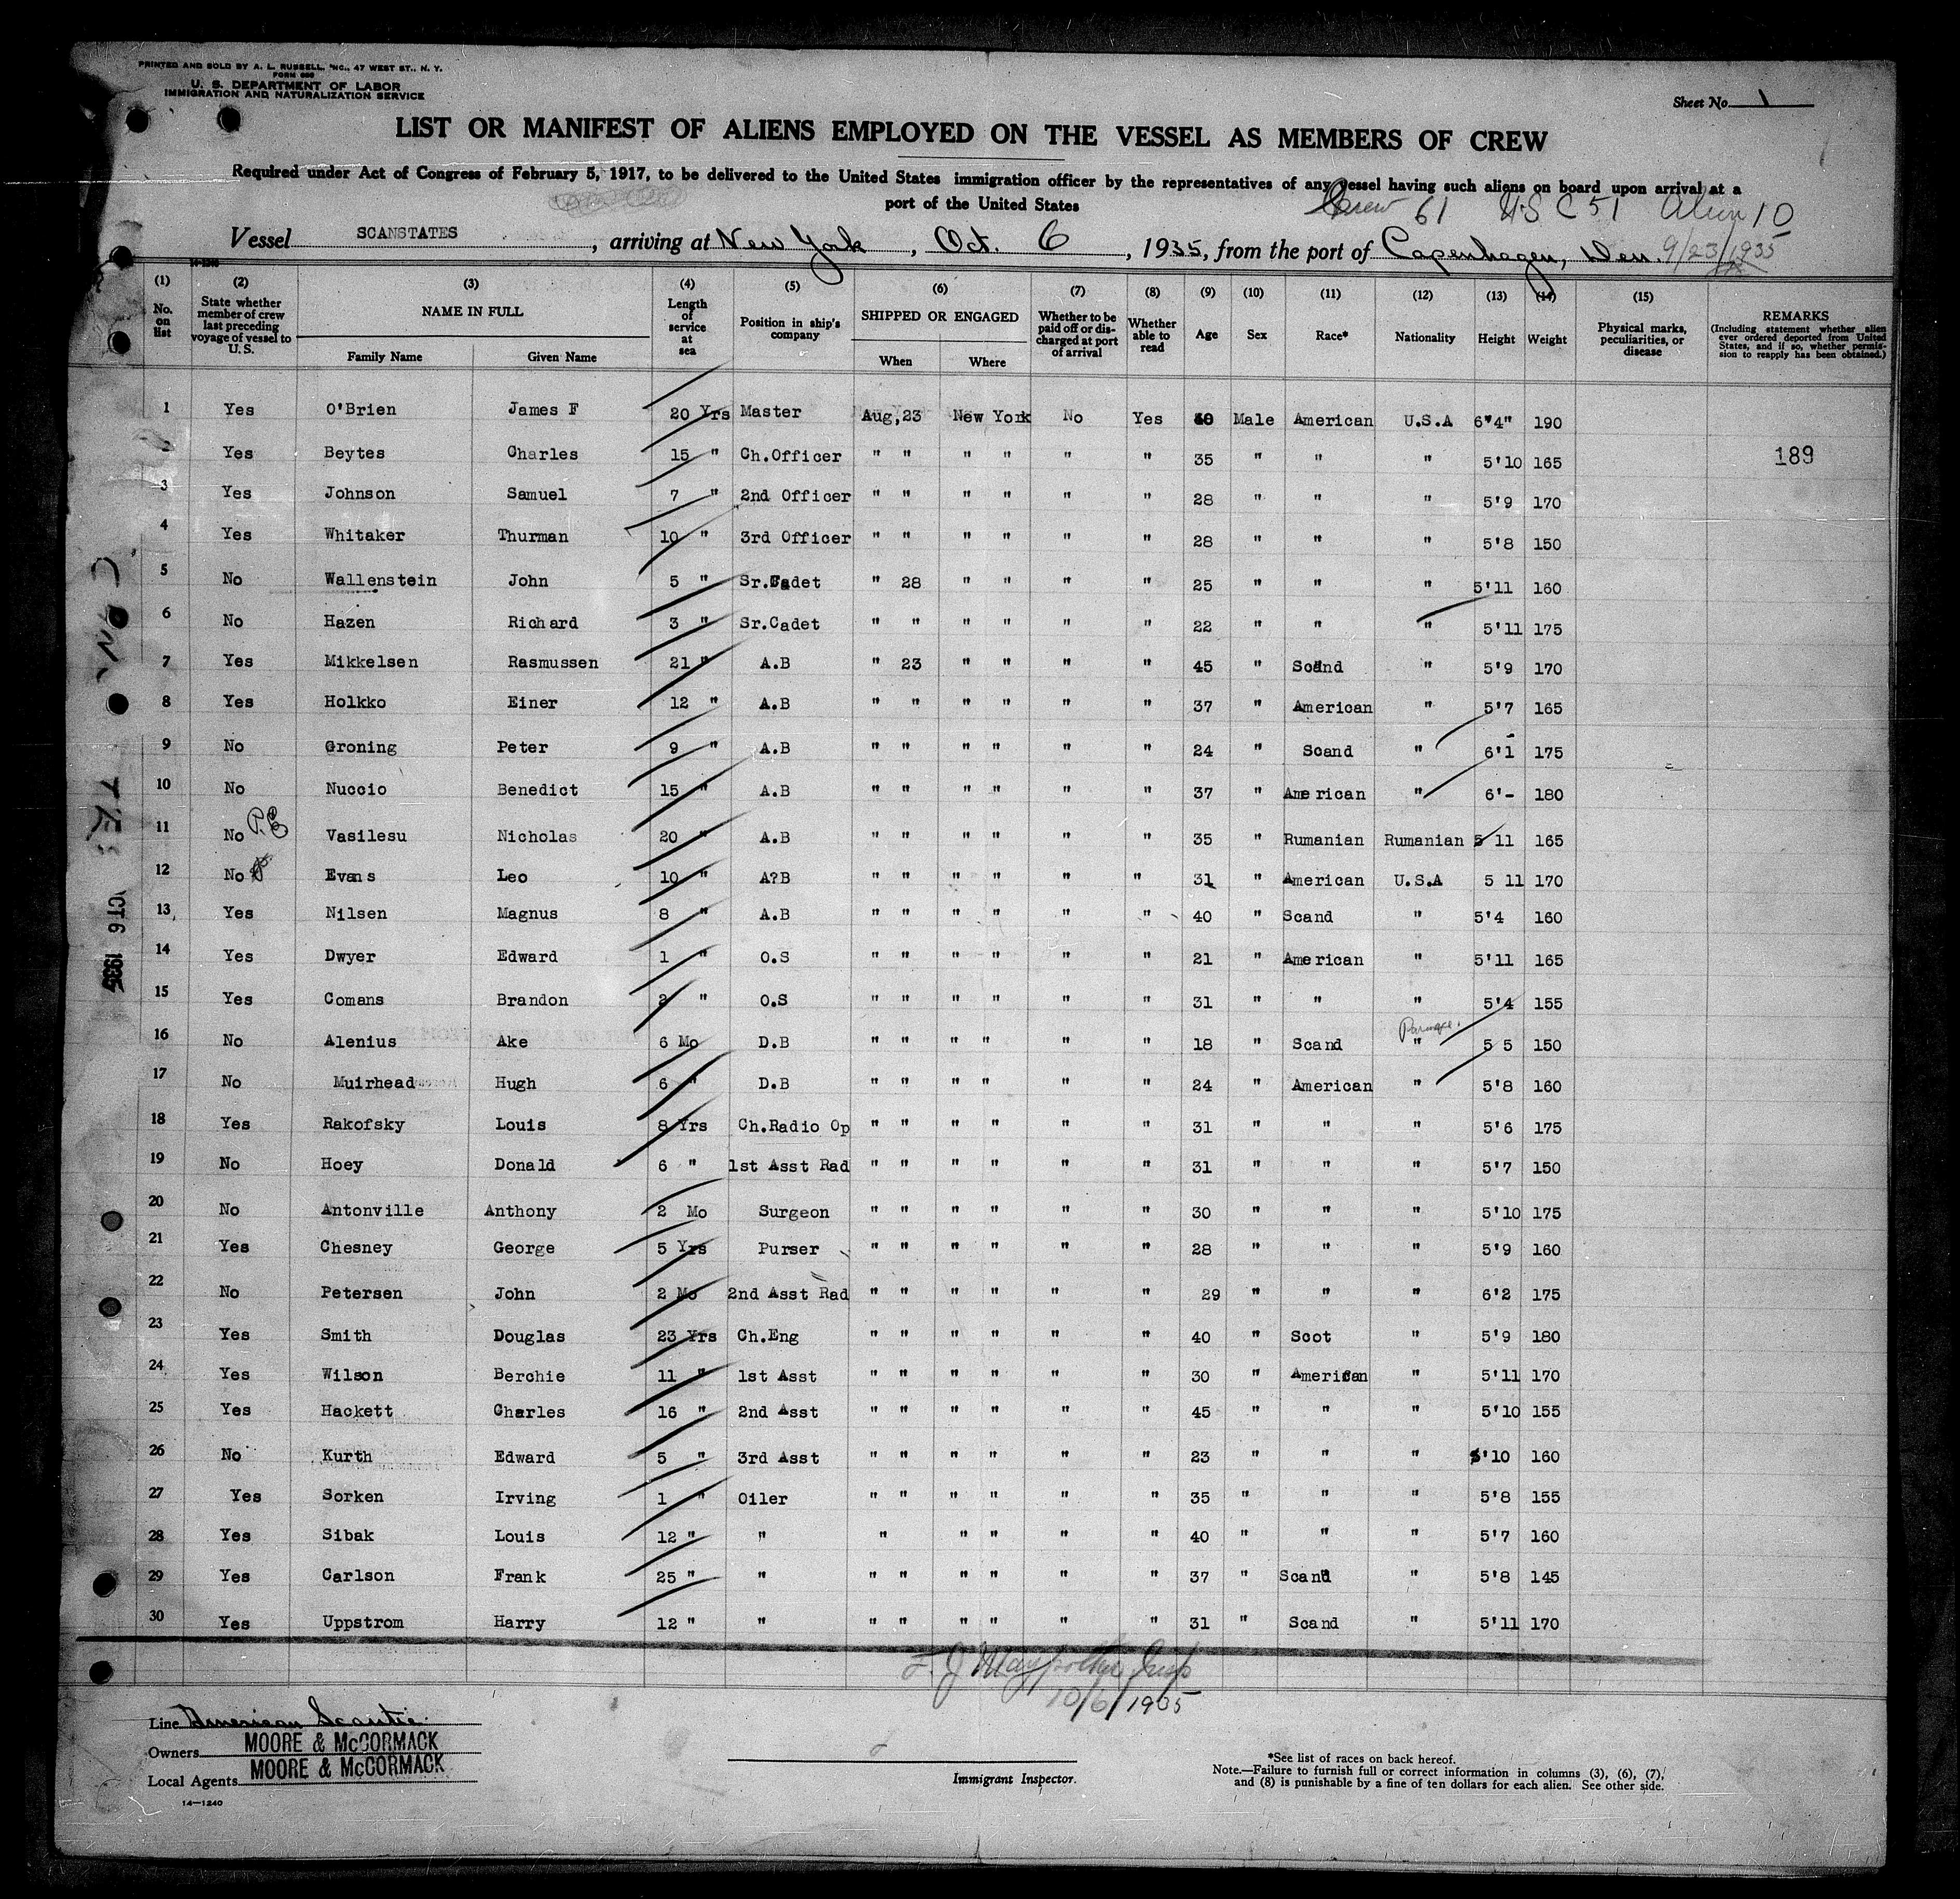 PRINTED AND SOLD BY A. L. RUSSELL, INC., 47 WEST ST., N. Y.
FORM 689
U. S. DEPARTMENT OF LABOR
IMMIGRATION AND NATURALIZATION SERVICE
Sheet No. 1
LIST OR MANIFEST OF ALIENS EMPLOYED ON THE VESSEL AS MEMBERS OF CREW
Required under Act of Congress of February 5, 1917, to be delivered to the United States immigration officer by the representatives of any vessel having such aliens on board upon arrival at a
port of the United States
Crew 61 USC 51 Alien 10
Vessel SCANSTATES, arriving at New York, Oct. 6, 1935, from the port of Copenhagen, Den. 9/23/1935
(1) No. on list (2) State whether member of crew last preceding voyage of vessel to U. S. (3) NAME IN FULL Family Name Given Name (4) Length of service at sea (5) Position in ship's company (6) SHIPPED OR ENGAGED When Where (7) Whether to be paid off or discharged at port of arrival (8) Whether able to read (9) Age (10) Sex (11) Race* (12) Nationality (13) Height (14) Weight (15) Physical marks, peculiarities, or disease REMARKS (Including statement whether alien ever ordered deported from United States, and if so, whether permission to reapply has been obtained.)
1 Yes O'Brien James F 20 Yrs Master Aug,23 New York No Yes 40 Male American U.S.A 6'4" 190
2 Yes Beytes Charles 15 " Ch.Officer " " " " " " 35 " " " 5'10 165 189
3 Yes Johnson Samuel 7 " 2nd Officer " " " " " " 28 " " " 5'9 170
4 Yes Whitaker Thurman 10 " 3rd Officer " " " " " " 28 " " " 5'8 150
5 No Wallenstein John 5 " Sr.Cadet " 28 " " " " 25 " " " 5'11 160
6 No Hazen Richard 3 " Sr.Cadet " " " " " " 22 " " " 5'11 175
7 Yes Mikkelsen Rasmussen 21 " A.B " 23 " " " " 45 " Scand " 5'9 170
8 Yes Holkko Einer 12 " A.B " " " " " " 37 " American " 5'7 165
9 No Groning Peter 9 " A.B " " " " " " 24 " Scand " 6'1 175
10 No Nuccio Benedict 15 " A.B " " " " " " 37 " American " 6'- 180
11 No Vasilesu Nicholas 20 " A.B " " " " " " 35 " Rumanian Rumanian 5 11 165
12 No Evans Leo 10 " A?B " " " " " " 31 " American U.S.A 5 11 170
13 Yes Nilsen Magnus 8 " A.B " " " " " " 40 " Scand " 5'4 160
14 Yes Dwyer Edward 1 " O.S " " " " " " 21 " American " 5'11 165
15 Yes Comans Brandon 2 " O.S " " " " " " 31 " " " 5'4 155
16 No Alenius Ake 6 Mo D.B " " " " " " 18 " Scand " 5 5 150
17 No Muirhead Hugh 6 " D.B " " " " " " 24 " American " 5'8 160
18 Yes Rakofsky Louis 8 Yrs Ch.Radio Op " " " " " " 31 " " " 5'6 175
19 No Hoey Donald 6 " 1st Asst Rad " " " " " " 31 " " " 5'7 150
20 No Antonville Anthony 2 Mo Surgeon " " " " " " 30 " " " 5'10 175
21 Yes Chesney George 5 Yrs Purser " " " " " " 28 " " " 5'9 160
22 No Petersen John 2 Mo 2nd Asst Rad " " " " " " 29 " " " 6'2 175
23 Yes Smith Douglas 23 Yrs Ch.Eng " " " " " " 40 " Scot " 5'9 180
24 Yes Wilson Berchie 11 " 1st Asst " " " " " " 30 " American " 5'11 170
25 Yes Hackett Charles 16 " 2nd Asst " " " " " " 45 " " " 5'10 155
26 No Kurth Edward 5 " 3rd Asst " " " " " " 23 " " " 5'10 160
27 Yes Sorken Irving 1 " Oiler " " " " " " 35 " " " 5'8 155
28 Yes Sibak Louis 12 " " " " " " " 40 " " " 5'7 160
29 Yes Carlson Frank 25 " " " " " " " " 37 " Scand " 5'8 145
30 Yes Uppstrom Harry 12 " " " " " " " " 31 " Scand " 5'11 170
OCT 6 1935
10/6/1935
Line American Scantic
Owners MOORE & McCORMACK
Local Agents MOORE & McCORMACK
14—1240
Immigrant Inspector.
*See list of races on back hereof.
Note.—Failure to furnish full or correct information in columns (3), (6), (7),
and (8) is punishable by a fine of ten dollars for each alien. See other side.